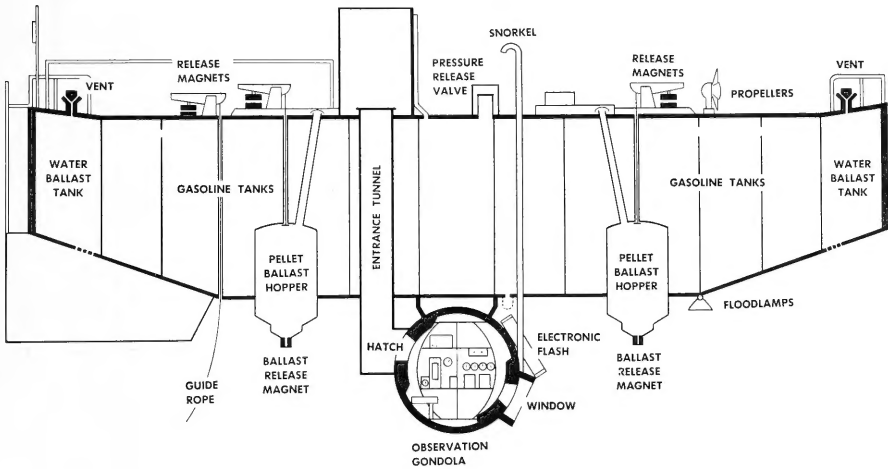 SNORKEL
RELEASE
MAGNETS
PRESSURE
RELEASE
VALVE
RELEASE
MAGNETS
VENT
VENT
PROPELLERS
WATER
BALLAST
TANK
GASOLINE TANKS
ENTRANCE TUNNEL
GASOLINE TANKS
WATER
BALLAST
TANK
PELLET
BALLAST
HOPPER
PELLET
BALLAST
HOPPER
FLOODLAMPS
HATCH
ELECTRONIC
FLASH
BALLAST
RELEASE
MAGNET
BALLAST
RELEASE
MAGNET
GUIDE
ROPE
WINDOW
OBSERVATION
GONDOLA